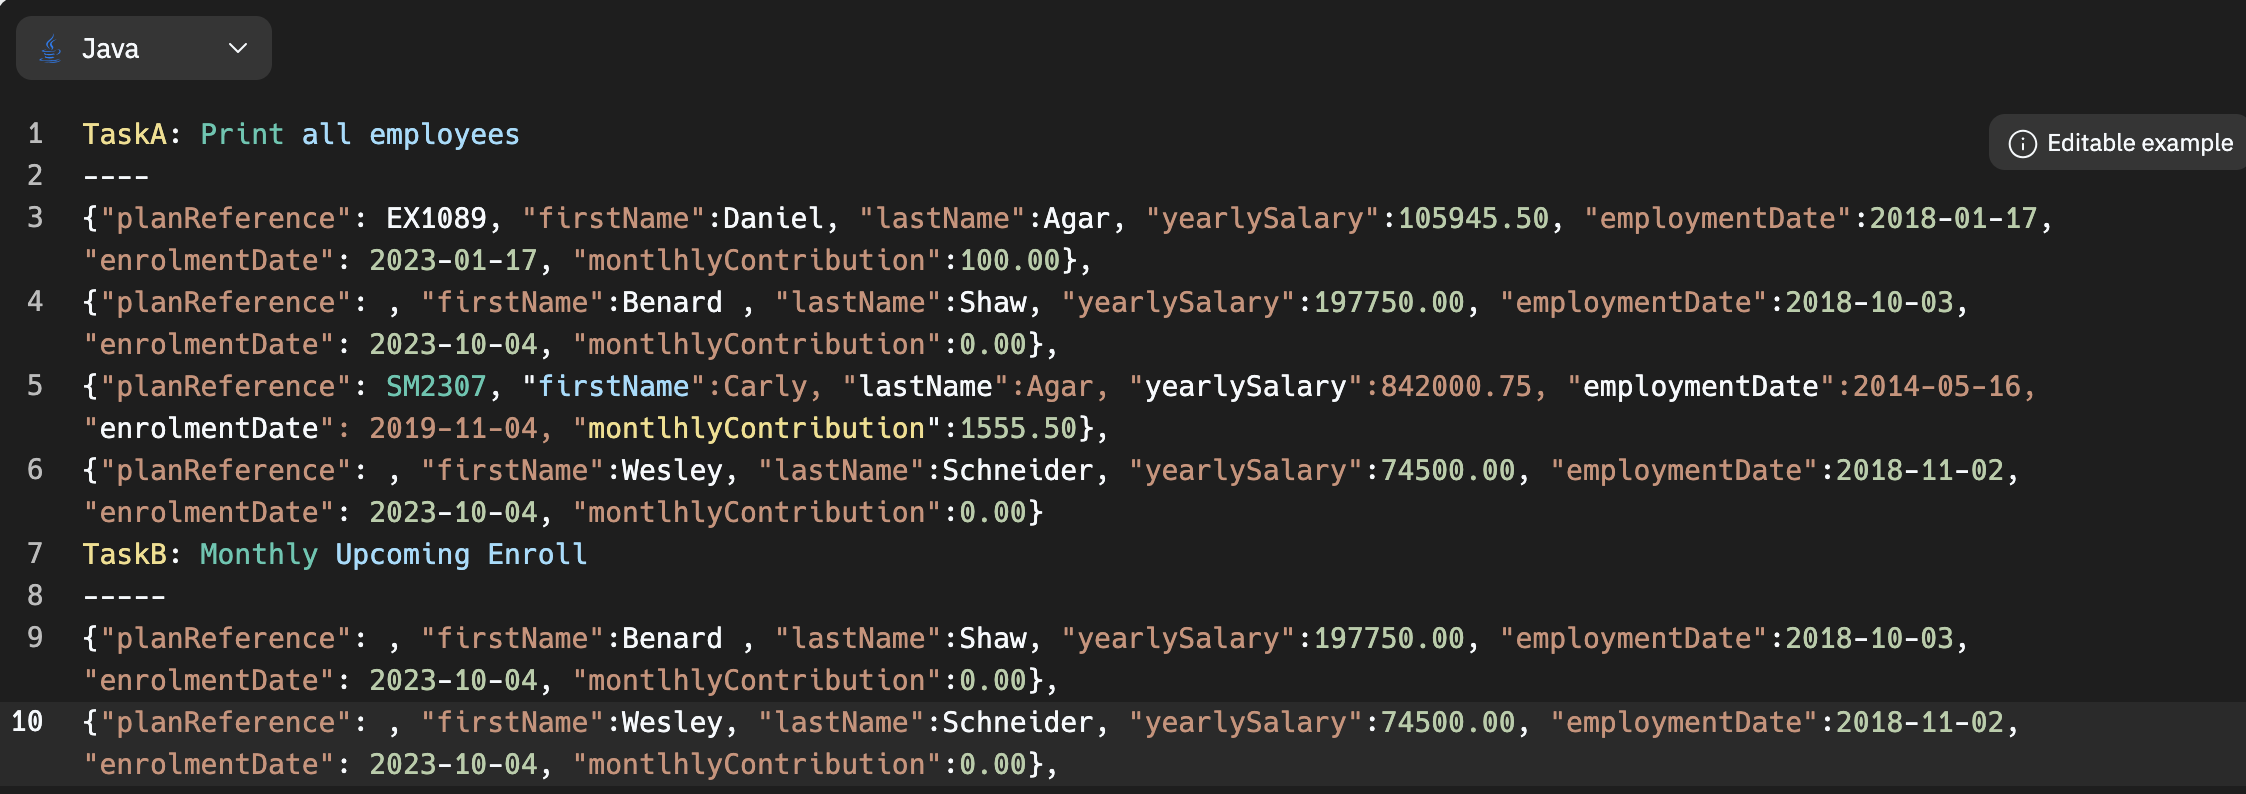 Java
1 TaskA: Print all employees
Editable example
2 ----
3 {"planReference": EX1089, "firstName":Daniel, "lastName":Agar, "yearlySalary":105945.50, "employmentDate":2018-01-17,
"enrolmentDate": 2023-01-17, "montlhlyContribution":100.00},
4 {"planReference": , "firstName":Benard , "lastName":Shaw, "yearlySalary":197750.00, "employmentDate":2018-10-03,
"enrolmentDate": 2023-10-04, "montlhlyContribution":0.00},
5 {"planReference": SM2307, "firstName":Carly, "lastName":Agar, "yearlySalary":842000.75, "employmentDate":2014-05-16,
"enrolmentDate": 2019-11-04, "montlhlyContribution":1555.50},
6 {"planReference": , "firstName":Wesley, "lastName":Schneider, "yearlySalary":74500.00, "employmentDate":2018-11-02,
"enrolmentDate": 2023-10-04, "montlhlyContribution":0.00}
7 TaskB: Monthly Upcoming Enroll
8 -----
9 {"planReference": , "firstName":Benard , "lastName":Shaw, "yearlySalary":197750.00, "employmentDate":2018-10-03,
"enrolmentDate": 2023-10-04, "montlhlyContribution":0.00},
10 {"planReference": , "firstName":Wesley, "lastName":Schneider, "yearlySalary":74500.00, "employmentDate":2018-11-02,
"enrolmentDate": 2023-10-04, "montlhlyContribution":0.00},